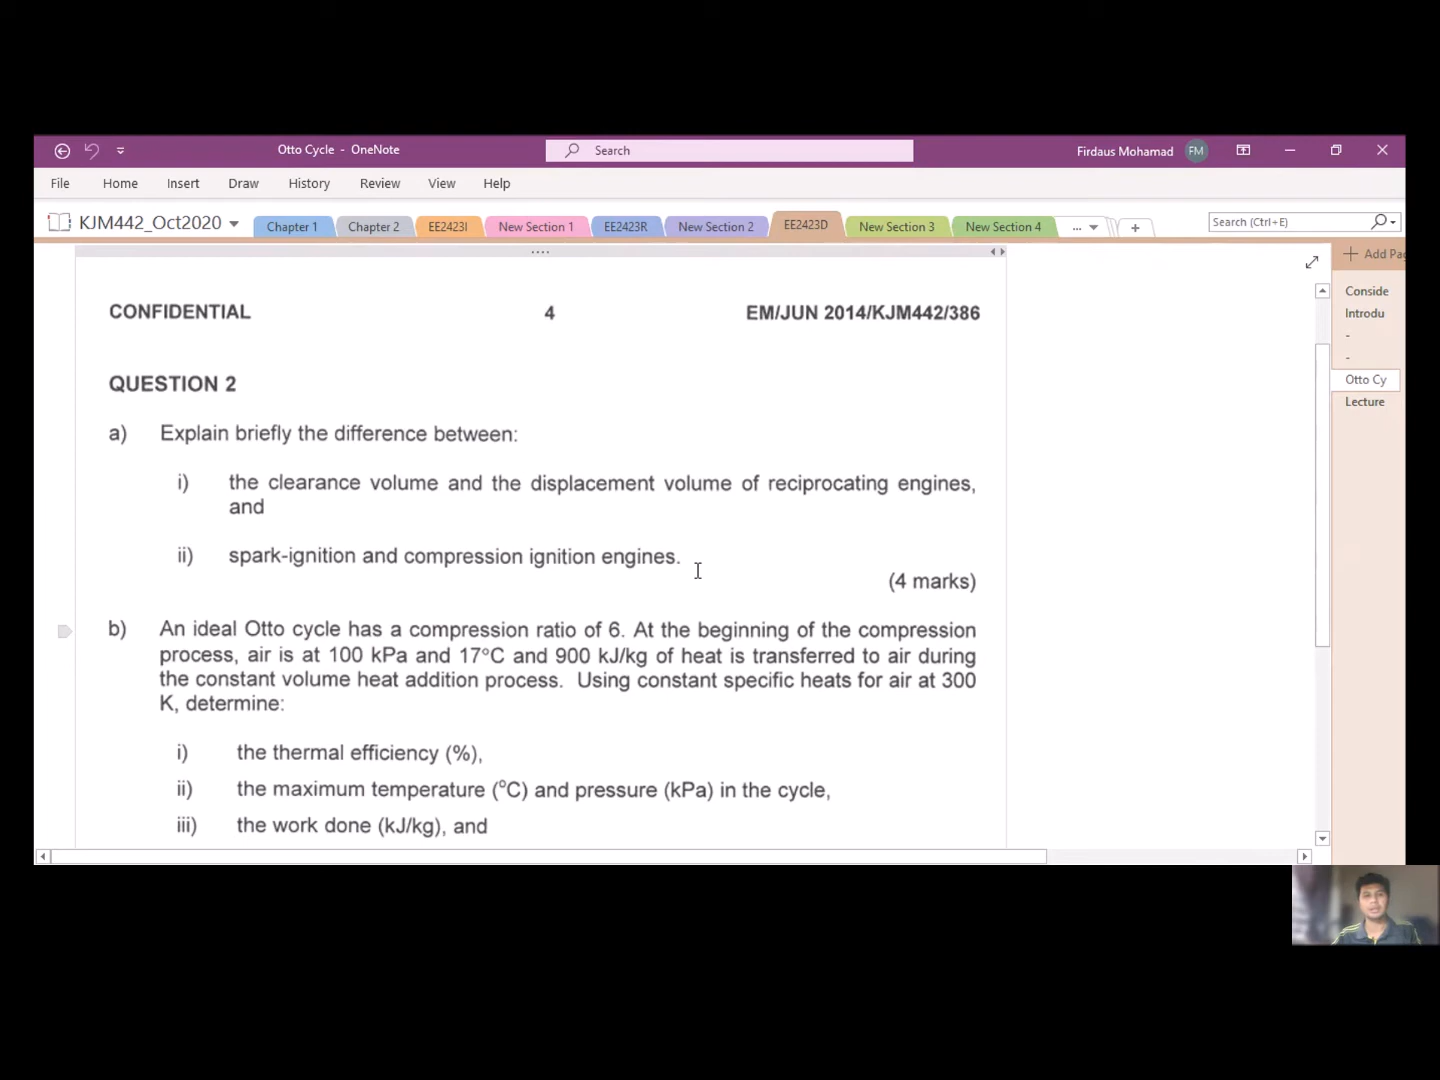 Otto Cycle - OneNote
Search
Firdaus Mohamad
FM
File Home Insert Draw History Review View Help
KJM442_Oct2020
Chapter 1 Chapter 2 EE2423I New Section 1 EE2423R New Section 2 EE2423D New Section 3 New Section 4 ... +
Search (Ctrl+E)
+ Add Pag
Conside
Introdu
-
-
Otto Cy
Lecture
CONFIDENTIAL 4 EM/JUN 2014/KJM442/386
QUESTION 2
a) Explain briefly the difference between:
i) the clearance volume and the displacement volume of reciprocating engines,
and
ii) spark-ignition and compression ignition engines.
(4 marks)
b) An ideal Otto cycle has a compression ratio of 6. At the beginning of the compression
process, air is at 100 kPa and 17°C and 900 kJ/kg of heat is transferred to air during
the constant volume heat addition process. Using constant specific heats for air at 300
K, determine:
i) the thermal efficiency (%),
ii) the maximum temperature (°C) and pressure (kPa) in the cycle,
iii) the work done (kJ/kg), and